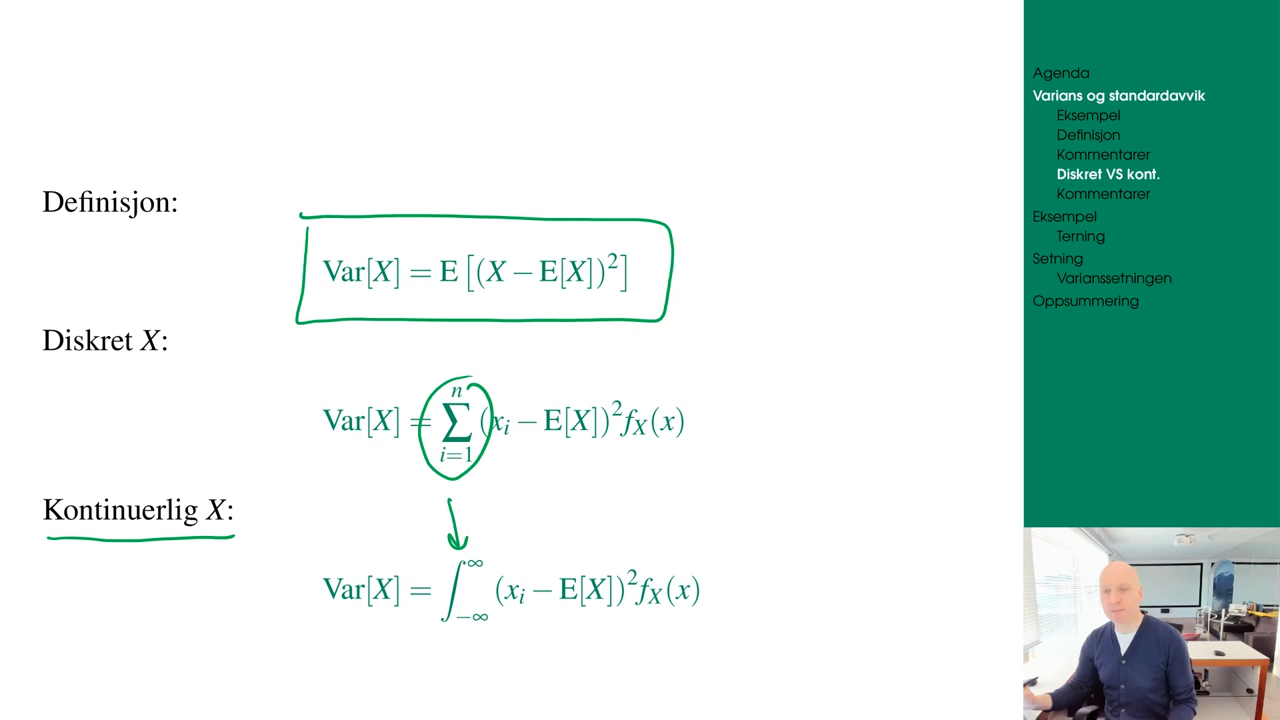 Definisjon:
Var[X] = E [(X − E[X])²]
Diskret X:
Var[X] = ∑ᵢ₌₁ⁿ (xᵢ − E[X])² f_X(x)
Kontinuerlig X:
Var[X] = ∫_{−∞}^{∞} (xᵢ − E[X])² f_X(x)
Agenda
Varians og standardavvik
Eksempel
Definisjon
Kommentarer
Diskret VS kont.
Kommentarer
Eksempel
Terning
Setning
Varianssetningen
Oppsummering